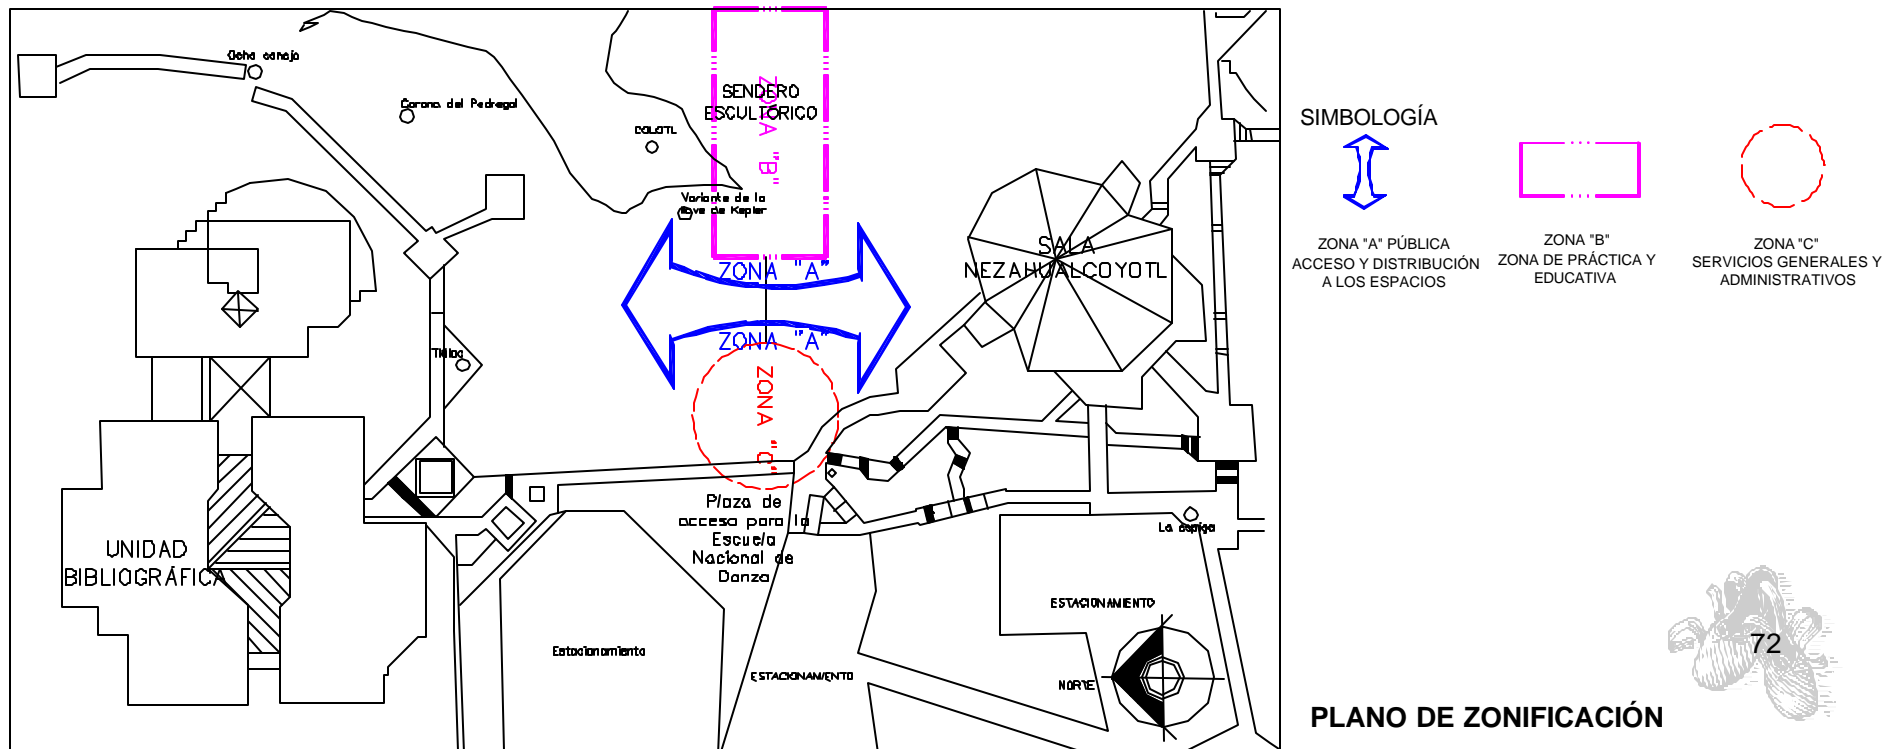 Ocho conejo
Corona del Pedregal
COLOTL
SENDERO
ESCULTÓRICO
ZONA "B"
Variante de la
llave de Kepler
ZONA "A"
ZONA "A"
ZONA "C"
SALA
NEZAHUALCOYOTL
Tláloc
Plaza de
acceso para la
Escuela
Nacional de
Danza
UNIDAD
BIBLIOGRÁFICA
Estacionamiento
ESTACIONAMIENTO
ESTACIONAMIENTO
La espiga
NORTE
SIMBOLOGÍA
ZONA "A" PÚBLICA
ACCESO Y DISTRIBUCIÓN
A LOS ESPACIOS
ZONA "B"
ZONA DE PRÁCTICA Y
EDUCATIVA
ZONA "C"
SERVICIOS GENERALES Y
ADMINISTRATIVOS
72
PLANO DE ZONIFICACIÓN